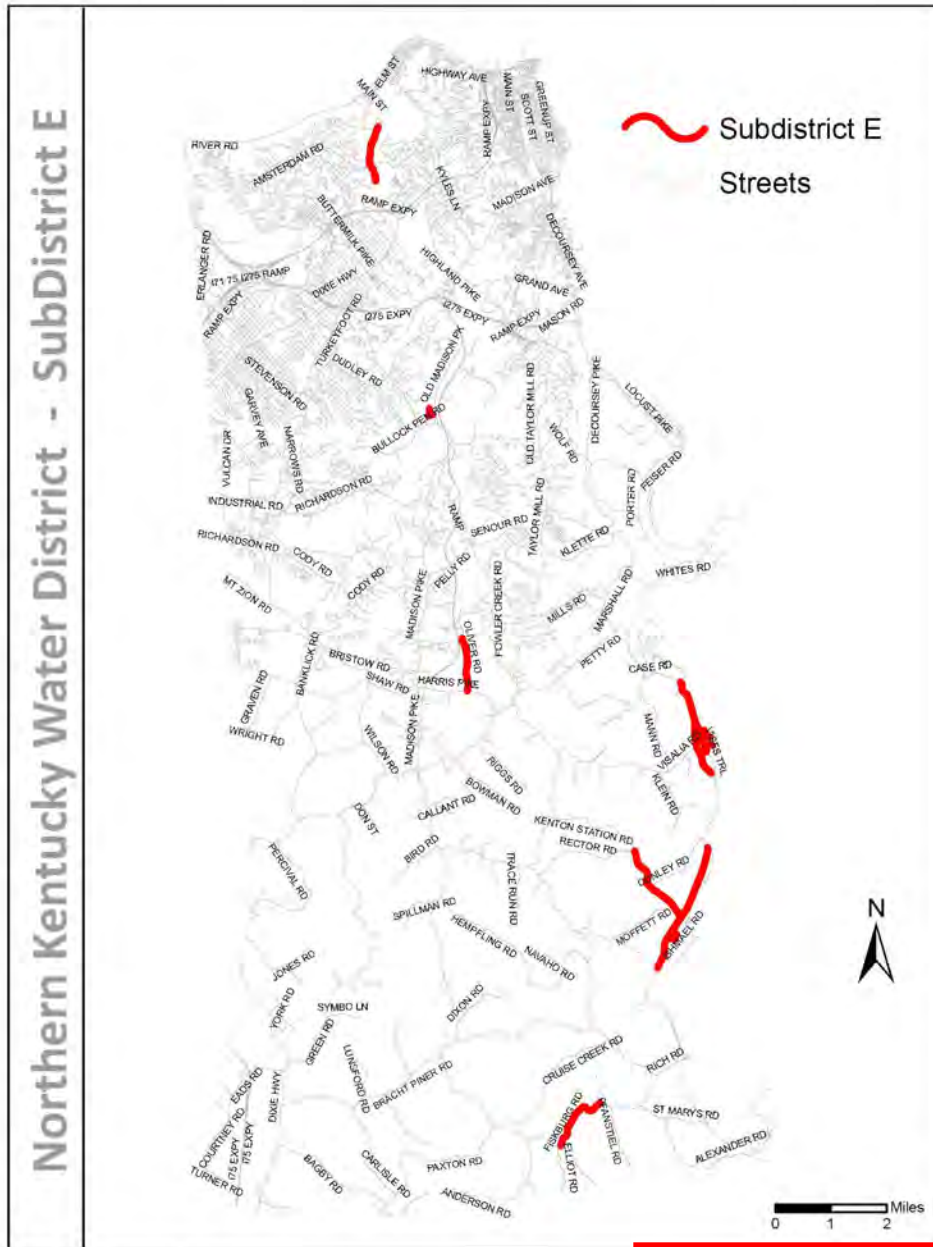 Northern Kentucky Water District - SubDistrict E
Subdistrict E
Streets
ELM ST
MAIN ST
HIGHWAY AVE
MAIN ST
SCOTT ST
GREENUP ST
RAMP EXPY
RIVER RD
AMSTERDAM RD
KYLES LN
MADISON AVE
RAMP EXPY
BUTTERMILK PIKE
DECOURSEY AVE
ERLANGER RD
I71 75 I275 RAMP
DIXIE HWY
HIGHLAND PIKE
GRAND AVE
RAMP EXPY
TURKEYFOOT RD
I275 EXPY
I275 EXPY
RAMP EXPY
MASON RD
STEVENSON RD
DUDLEY RD
OLD MADISON PK
OLD TAYLOR MILL RD
DECOURSEY PIKE
LOCUST PIKE
GARVEY AVE
BULLOCK PEN RD
WOLF RD
VULCAN DR
NARROWS RD
FEISER RD
INDUSTRIAL RD
RICHARDSON RD
RAMP
SENOUR RD
TAYLOR MILL RD
PORTER RD
RICHARDSON RD
CODY RD
KLETTE RD
MT ZION RD
CODY RD
MADISON PIKE
PELLY RD
FOWLER CREEK RD
MILLS RD
MARSHALL RD
WHITES RD
BANKLICK RD
BRISTOW RD
OLIVER RD
PETTY RD
GRAVEN RD
SHAW RD
HARRIS PIKE
CASE RD
WRIGHT RD
WILSON RD
MADISON PIKE
MANN RD
VISALIA RD
RIGGS RD
KLEIN RD
DON ST
CALLANT RD
BOWMAN RD
KENTON STATION RD
BIRD RD
RECTOR RD
PERCIVAL RD
TRACE RUN RD
SPILLMAN RD
MOFFETT RD
HEMPFLING RD
NAVAHO RD
N
JONES RD
YORK RD
SYMBO LN
DIXON RD
GREEN RD
CRUISE CREEK RD
RICH RD
EADS RD
LUNSFORD RD
BRACHT PINER RD
DIXIE HWY
FISKBURG RD
ST MARYS RD
COURTNEY RD
I75 EXPY
I75 EXPY
ELLIOT RD
ALEXANDER RD
TURNER RD
BAGBY RD
CARLISLE RD
PAXTON RD
ANDERSON RD
Miles
0 1 2